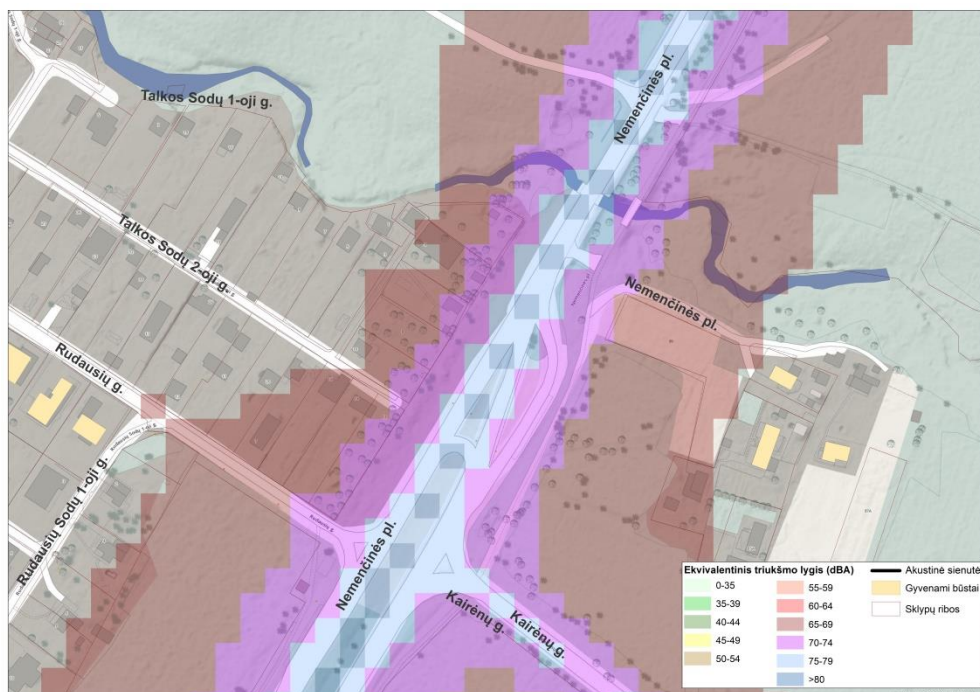 Talkos Sodų 1-oji g.
Nemenčinės pl.
Talkos Sodų 2-oji g.
Nemenčinės pl.
Rudausių g.
Rudausių Sodų 1-oji g.
Nemenčinės pl.
Kairėnų g.
Kairėnų g.
Ekvivalentinis triukšmo lygis (dBA)
0-35
35-39
40-44
45-49
50-54
55-59
60-64
65-69
70-74
75-79
>80
Akustinė sienutė
Gyvenami būstai
Sklypų ribos